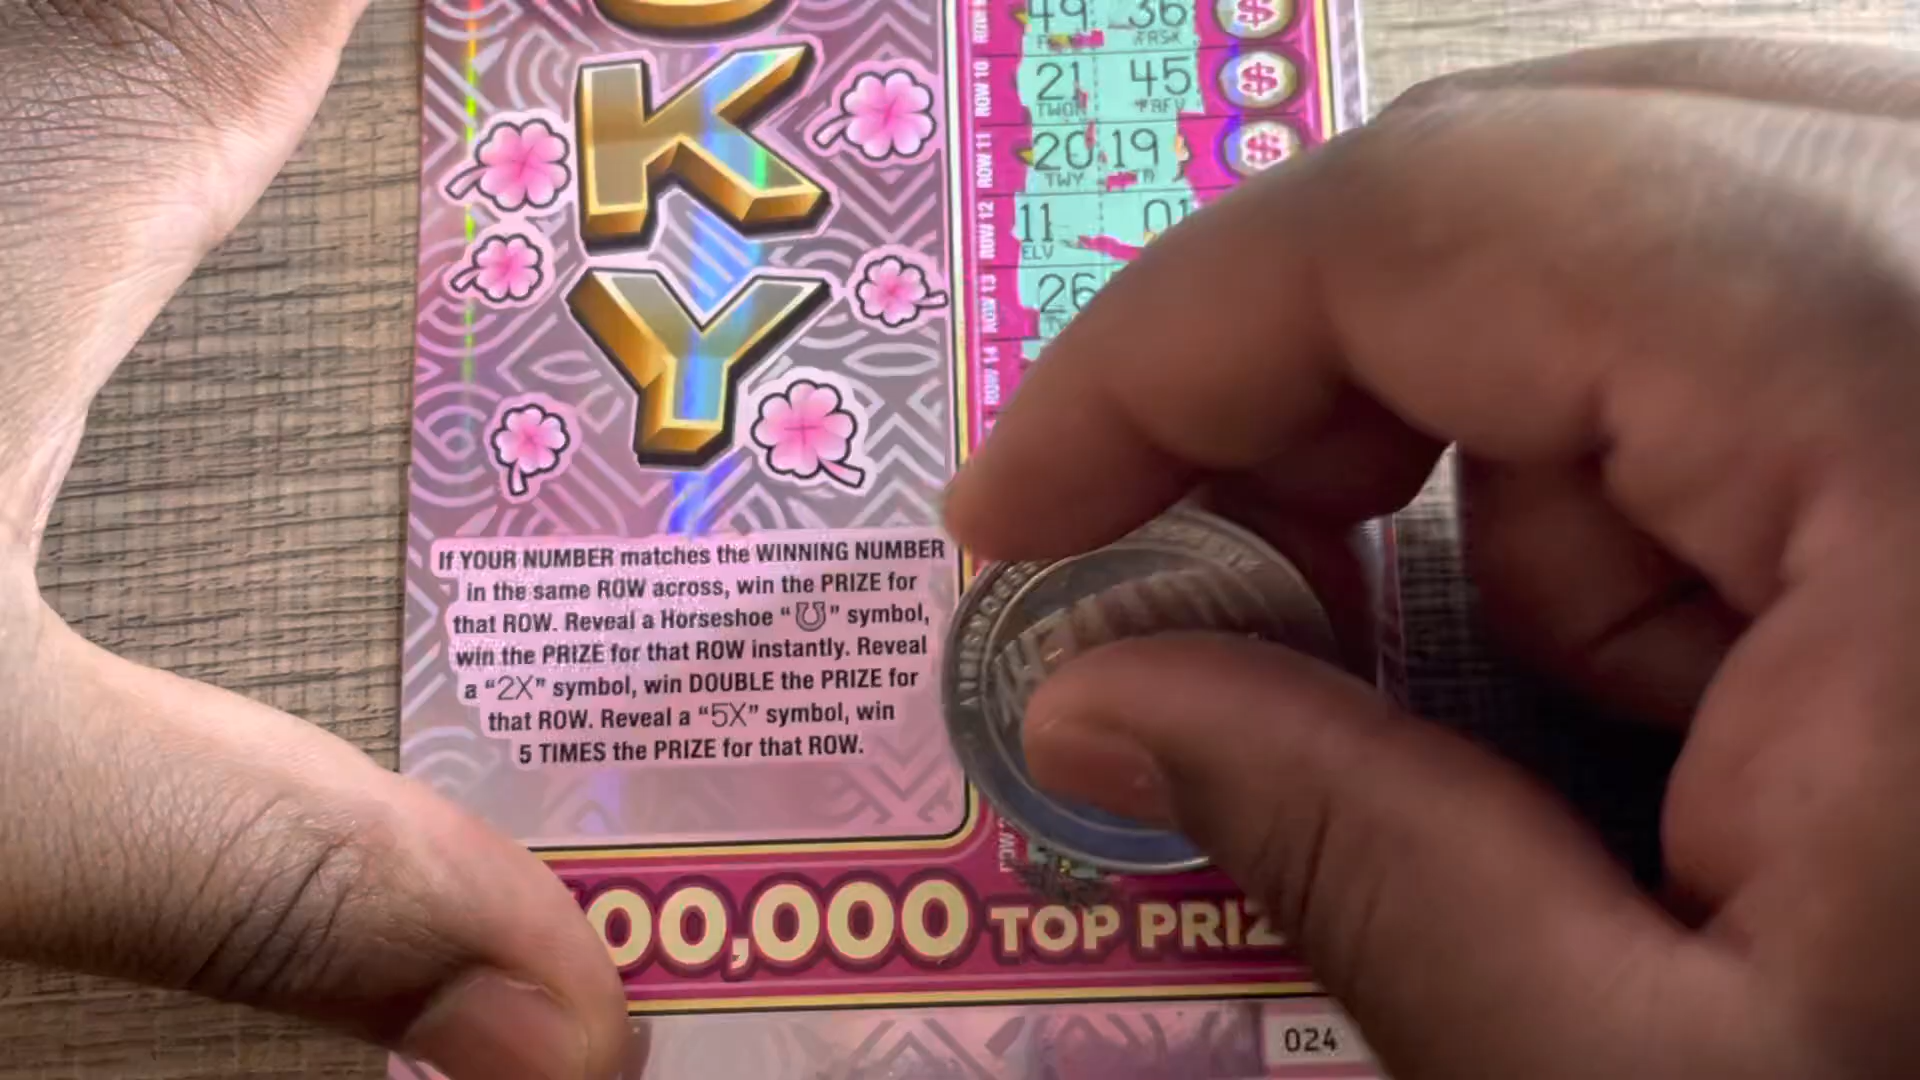 KY
49 36
ROW 10 21 45
TWON
ROW 11 20 19
TWY
ROW 12 11 01
ELV
ROW 13 26
ROW 14
If YOUR NUMBER matches the WINNING NUMBER
in the same ROW across, win the PRIZE for
that ROW. Reveal a Horseshoe " " symbol,
win the PRIZE for that ROW instantly. Reveal
a "2X" symbol, win DOUBLE the PRIZE for
that ROW. Reveal a "5X" symbol, win
5 TIMES the PRIZE for that ROW.
00,000 TOP PRIZ
024